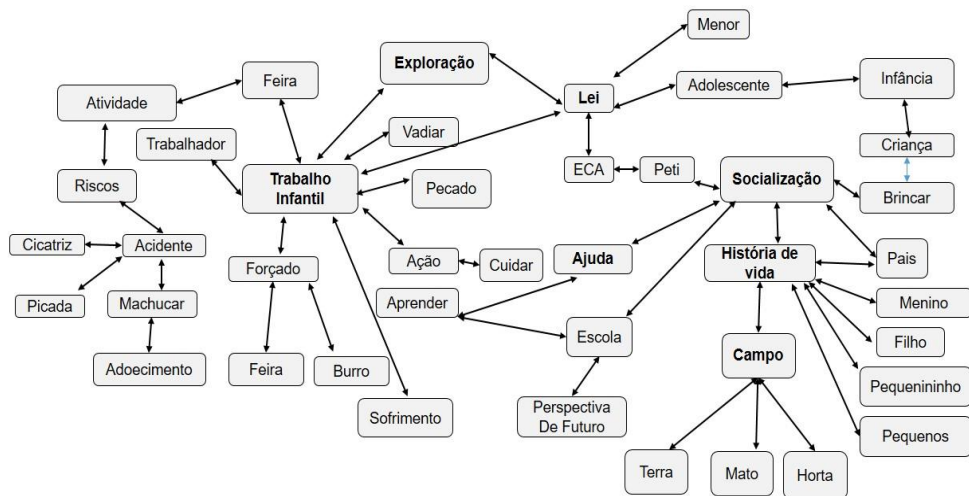 Menor
Exploração
Feira
Atividade
Lei
Adolescente
Infância
Trabalhador
Vadiar
Criança
ECA
Peti
Socialização
Riscos
Trabalho
Infantil
Pecado
Brincar
Cicatriz
Acidente
Forçado
Ação
Cuidar
Ajuda
História de
vida
Pais
Picada
Machucar
Aprender
Menino
Escola
Filho
Adoecimento
Feira
Burro
Campo
Pequenininho
Sofrimento
Perspectiva
De Futuro
Pequenos
Terra
Mato
Horta